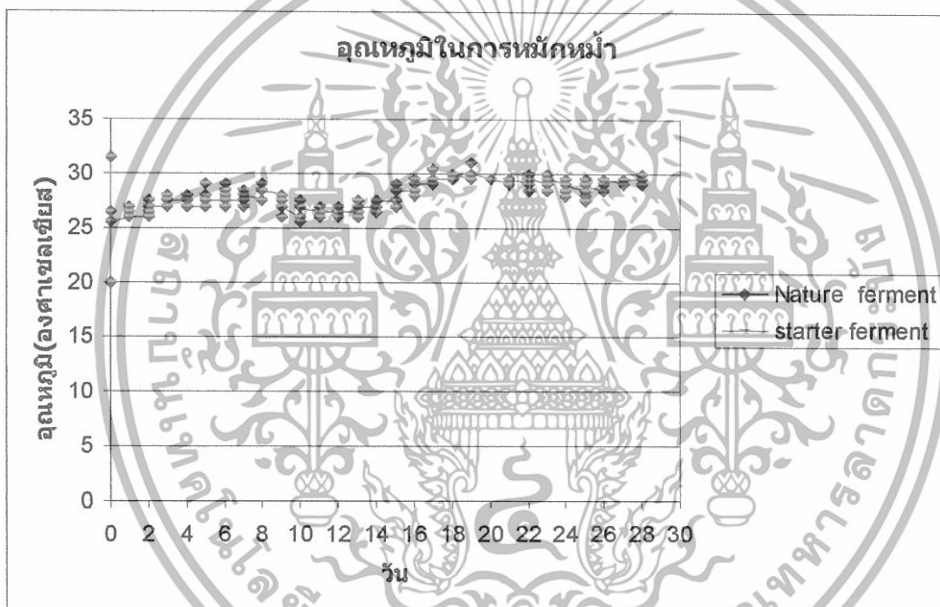 อุณหภูมิในการหมักหม่ำ
35
30
25
20
15
10
5
0
อุณหภูมิ(องศาเซลเซียส)
0 2 4 6 8 10 12 14 16 18 20 22 24 26 28 30
วัน
Nature ferment
starter ferment